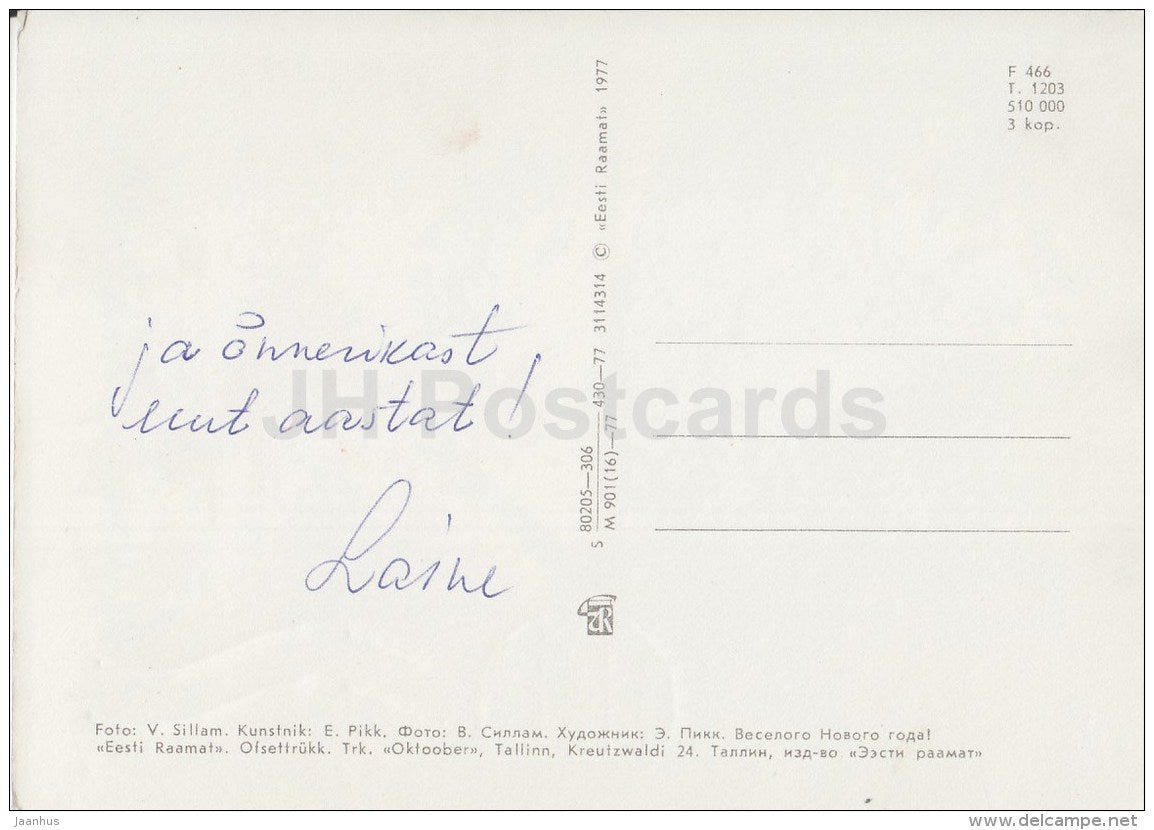 F 466
T. 1203
510 000
3 kop.
ja õnnerikast
uut aastat!
Laine
S 80205—306 430—77 3114314 © «Eesti Raamat» 1977
M 901(16)—77
JH Postcards
Foto: V. Sillam. Kunstnik: E. Pikk. Фото: В. Силлам. Художник: Э. Пикк. Веселого Нового года!
«Eesti Raamat». Ofsettrükk. Trk. «Oktoober», Tallinn, Kreutzwaldi 24. Таллин, изд-во «Ээсти раамат»
Jaanhus
www.delcampe.net